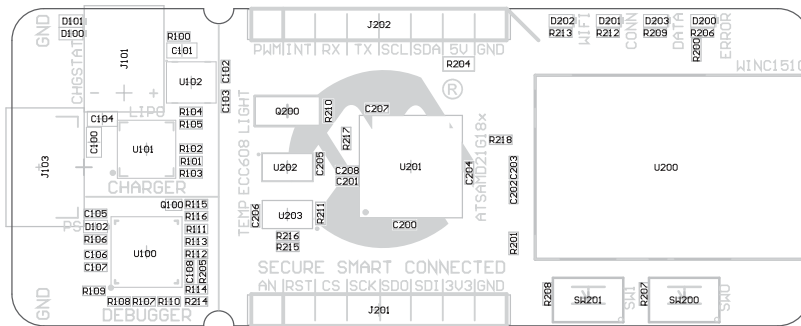 D101
D100
GND
CHGSTAT
J101
LIPO
R100
C101
U102
C102
C103
R104
R105
C104
C100
U101
R102
R101
R103
CHARGER
J103
PS
Q100 R115
R116
R111
R113
R112
C105
D102
R106
C106
C107
U100
C108
R205
R114
R109
R108 R107 R110 R214
DEBUGGER
GND
J202
PWM INT RX TX SCL SDA 5V GND
R204
®
LIGHT
ECC608
TEMP
Q200
R210
C207
R217
U202
C205
C208
C201
U201
C204
ATSAMD21G18x
R218
C203
C202
C206
U203
R211
R216
R215
C200
R201
SECURE SMART CONNECTED
AN RST CS SCK SDO SDI 3V3 GND
J201
D202
R213
WIFI
D201
R212
CONN
D203
R209
DATA
D200
R206
R200
ERROR
WINC1510
U200
R208
SW201
SW1
R207
SW200
SW0